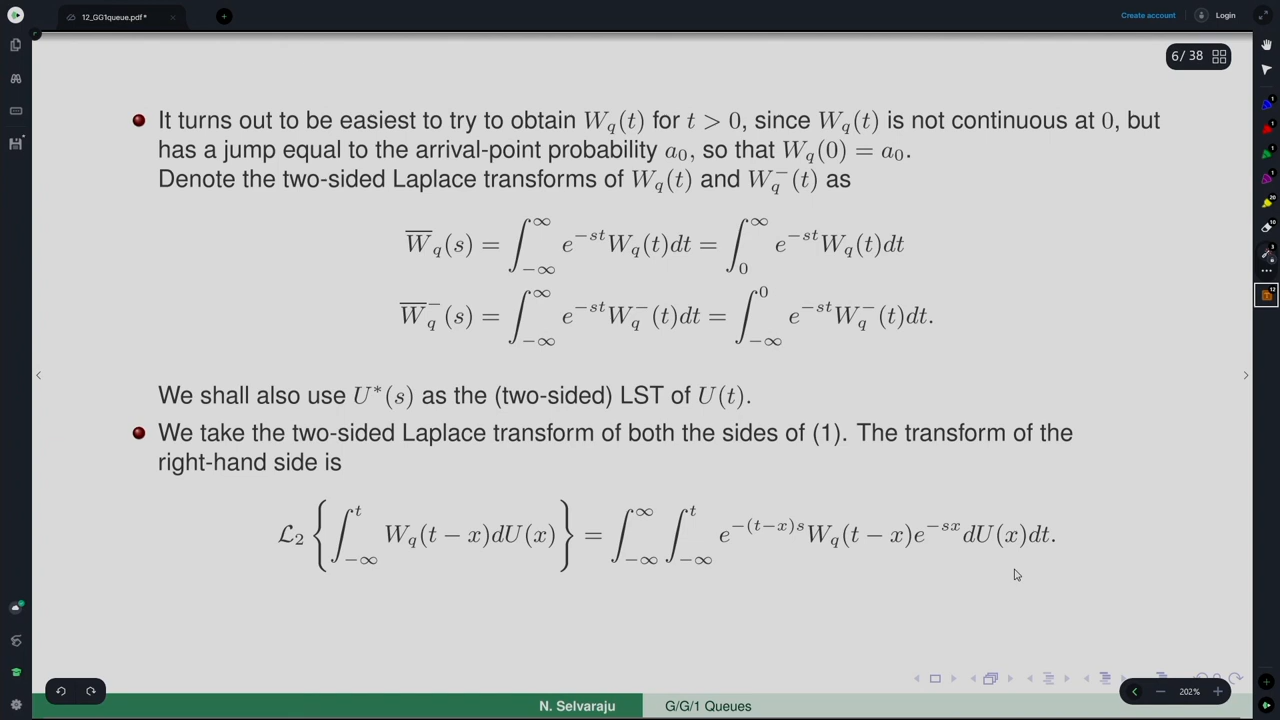 12_GG1queue.pdf*
Create account
Login
6 / 38
It turns out to be easiest to try to obtain W_q(t) for t > 0, since W_q(t) is not continuous at 0, but
has a jump equal to the arrival-point probability a_0, so that W_q(0) = a_0.
Denote the two-sided Laplace transforms of W_q(t) and W_q^-(t) as
\overline{W}_q(s) = \int_{-\infty}^{\infty} e^{-st} W_q(t)dt = \int_0^{\infty} e^{-st} W_q(t)dt
\overline{W}_q^-(s) = \int_{-\infty}^{\infty} e^{-st} W_q^-(t)dt = \int_{-\infty}^0 e^{-st} W_q^-(t)dt.
We shall also use U^*(s) as the (two-sided) LST of U(t).
We take the two-sided Laplace transform of both the sides of (1). The transform of the
right-hand side is
\mathcal{L}_2 \left\{ \int_{-\infty}^t W_q(t-x)dU(x) \right\} = \int_{-\infty}^{\infty} \int_{-\infty}^t e^{-(t-x)s} W_q(t-x)e^{-sx}dU(x)dt.
202%
N. Selvaraju
G/G/1 Queues